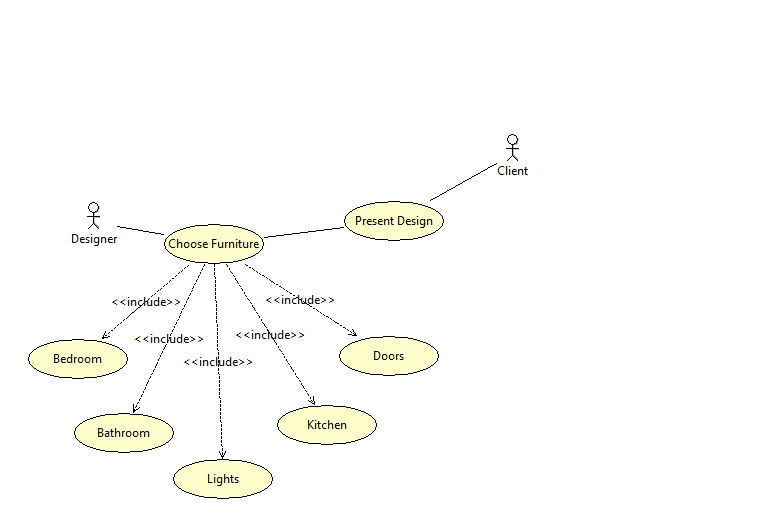 Client
Present Design
Designer
Choose Furniture
<<include>>
<<include>>
<<include>>
<<include>>
<<include>>
Bedroom
Doors
Bathroom
Kitchen
Lights